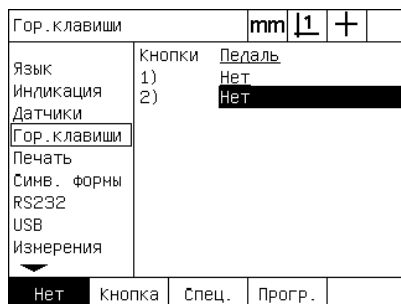 Гор.клавиши mm 1
Язык
Индикация
Датчики
Гор.клавиши
Печать
Симв. формы
RS232
USB
Измерения
Кнопки Педаль
1) Нет
2) Нет
Нет Кнопка Спец. Прогр.